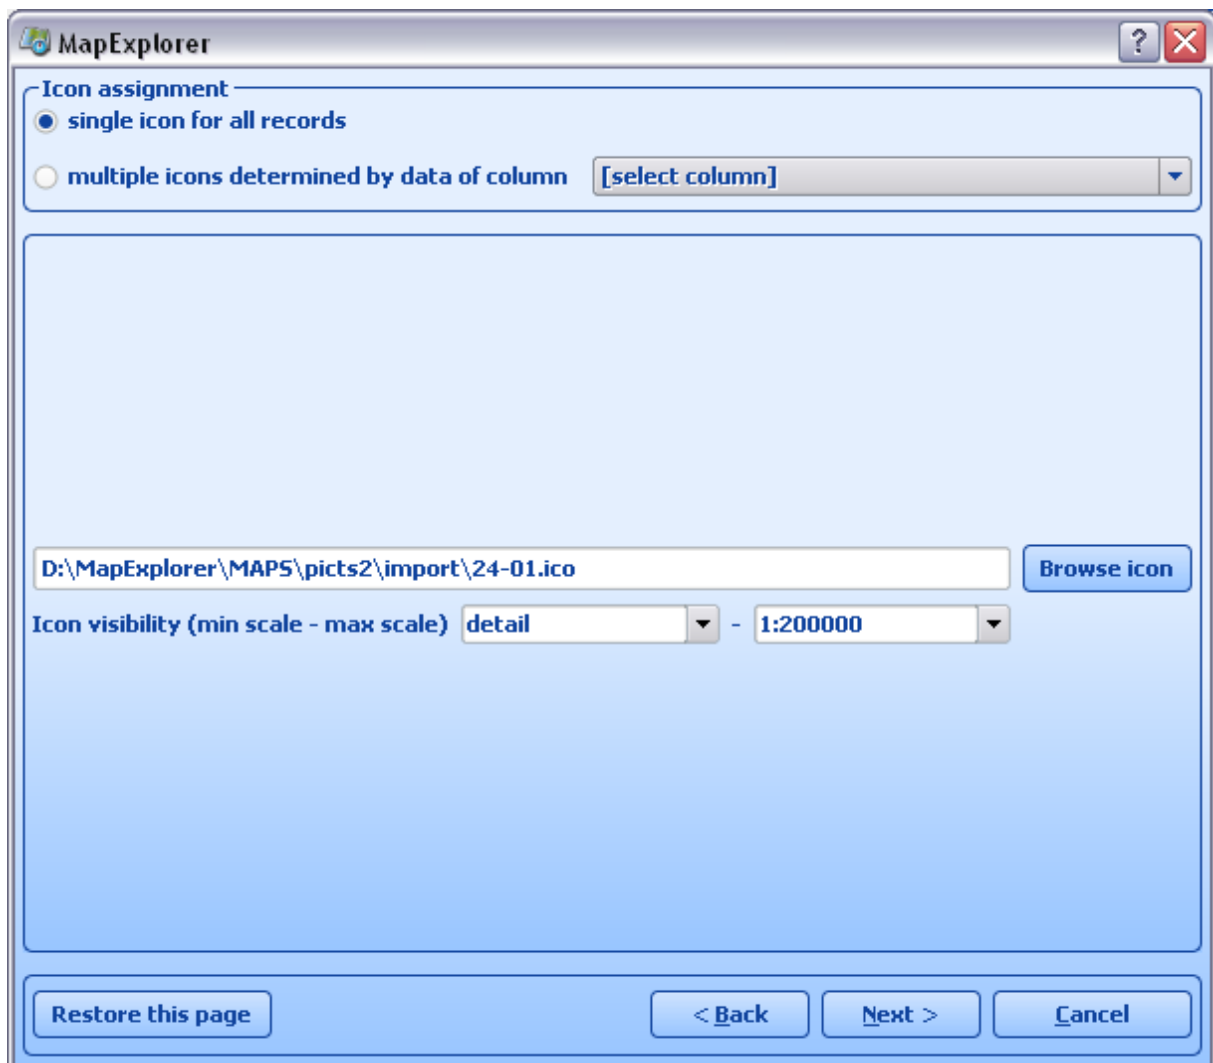 MapExplorer
Icon assignment
single icon for all records
multiple icons determined by data of column [select column]
D:\MapExplorer\MAPS\picts2\import\24-01.ico Browse icon
Icon visibility (min scale - max scale) detail - 1:200000
Restore this page < Back Next > Cancel